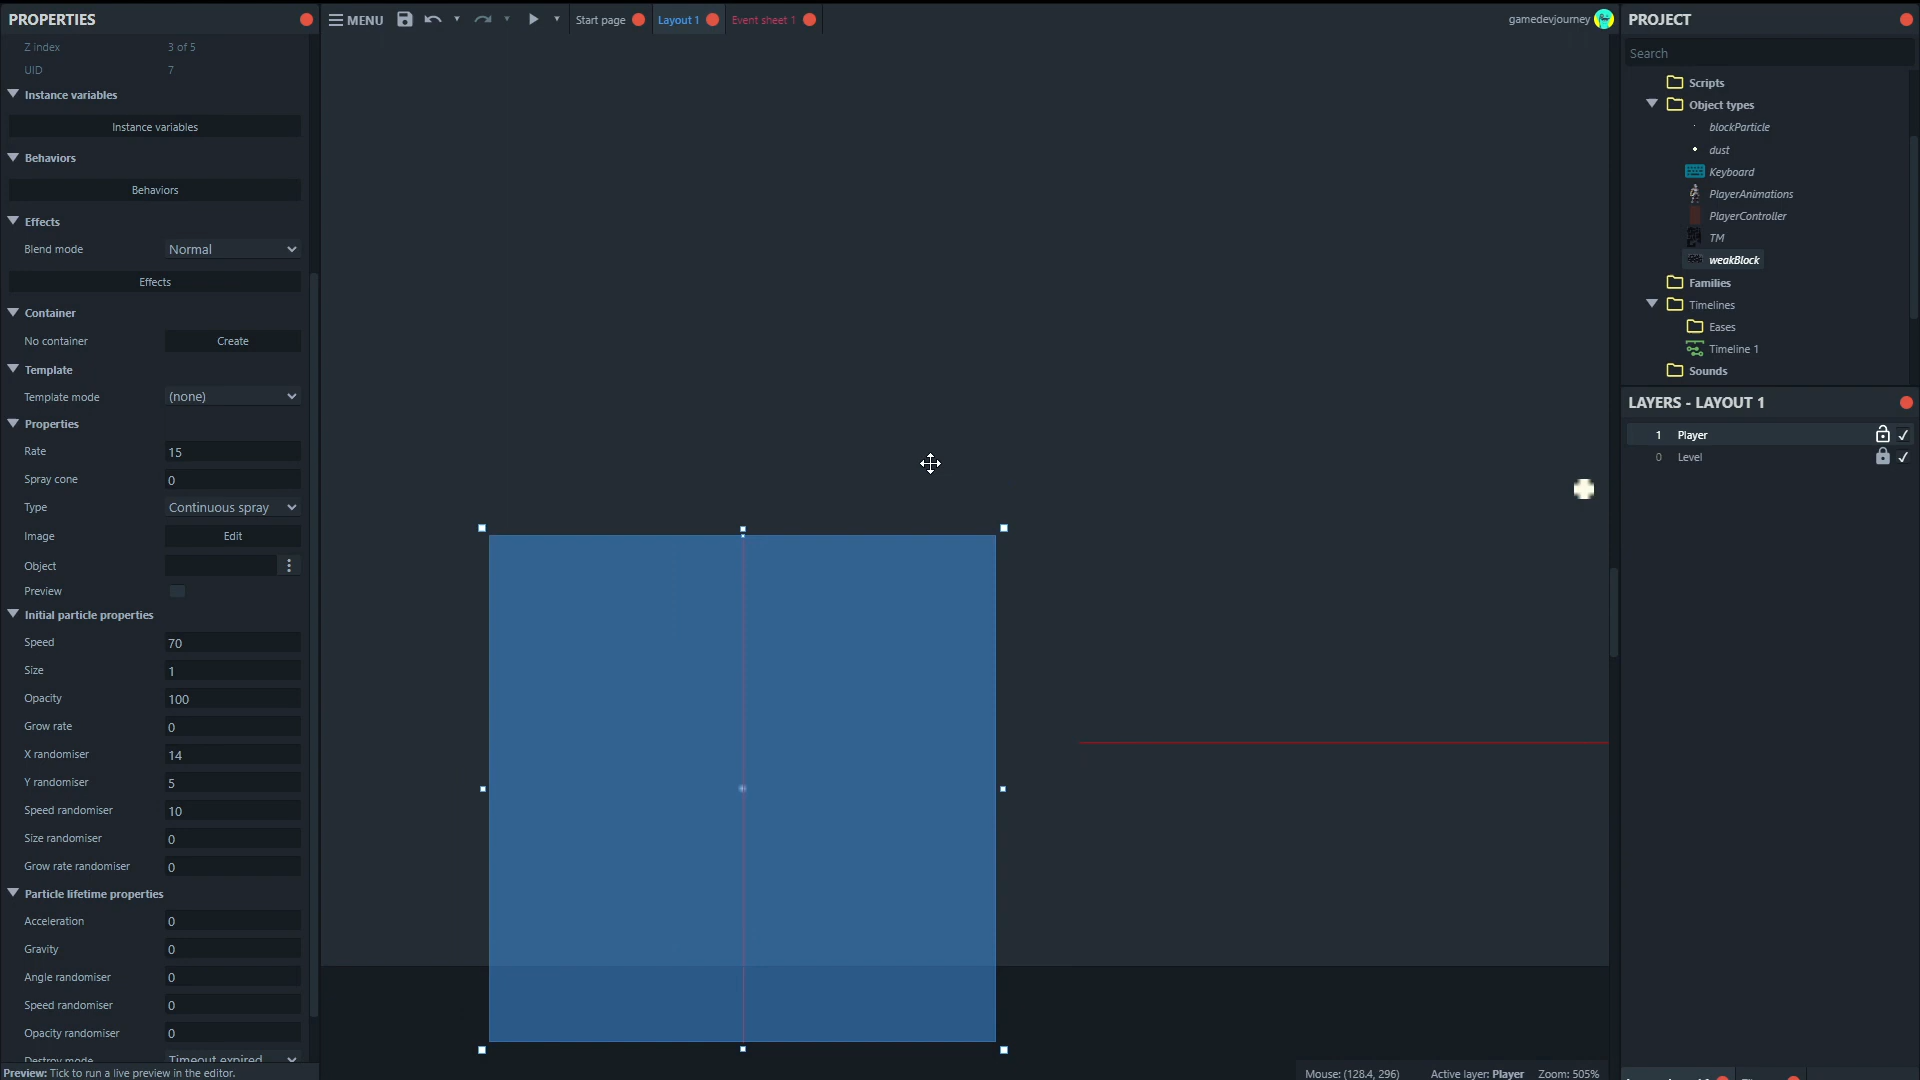 PROPERTIES
Z index 3 of 5
UID 7
Instance variables
Instance variables
Behaviors
Behaviors
Effects
Blend mode Normal
Effects
Container
No container Create
Template
Template mode (none)
Properties
Rate 15
Spray cone 0
Type Continuous spray
Image Edit
Object
Preview
Initial particle properties
Speed 70
Size 1
Opacity 100
Grow rate 0
X randomiser 14
Y randomiser 5
Speed randomiser 10
Size randomiser 0
Grow rate randomiser 0
Particle lifetime properties
Acceleration 0
Gravity 0
Angle randomiser 0
Speed randomiser 0
Opacity randomiser 0
Destroy mode Timeout expired
Preview: Tick to run a live preview in the editor.
MENU Start page Layout 1 Event sheet 1 gamedevjourney
Mouse: (128.4, 296) Active layer: Player Zoom: 505%
PROJECT
Search
Scripts
Object types
blockParticle
dust
Keyboard
PlayerAnimations
PlayerController
TM
weakBlock
Families
Timelines
Eases
Timeline 1
Sounds
LAYERS - LAYOUT 1
1 Player
0 Level